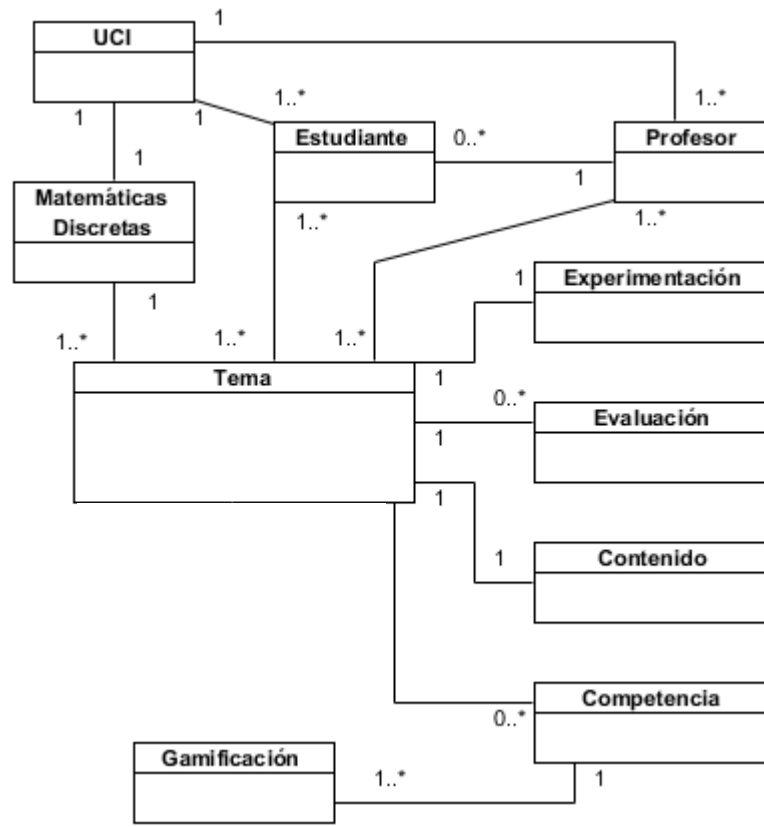 1
UCI
1
1
1..*
1..*
Estudiante
0..*
Profesor
1
1
Matemáticas
Discretas
1..*
1..*
1
Experimentación
1
1..*
1..*
1..*
Tema
1
0..*
Evaluación
1
1
1
Contenido
Competencia
0..*
Gamificación
1..*
1